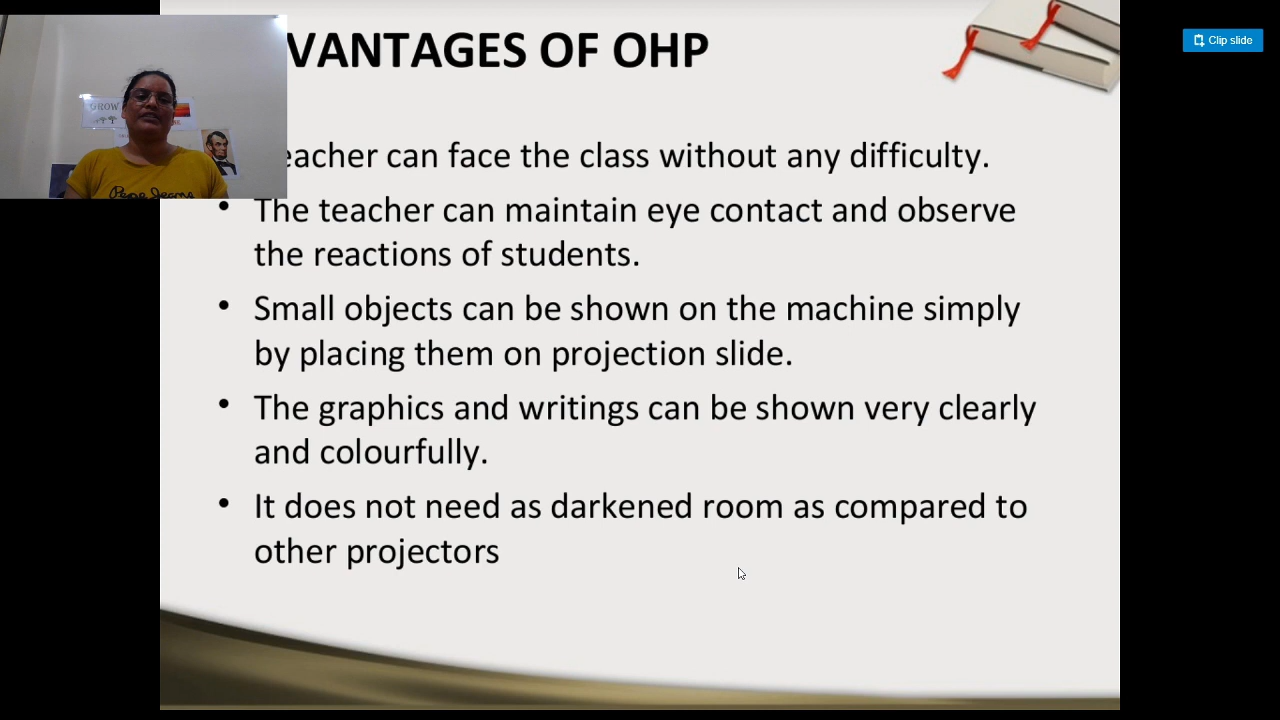 VANTAGES OF OHP
Clip slide
GROW
eacher can face the class without any difficulty.
Pepe Jeans
• The teacher can maintain eye contact and observe
the reactions of students.
• Small objects can be shown on the machine simply
by placing them on projection slide.
• The graphics and writings can be shown very clearly
and colourfully.
• It does not need as darkened room as compared to
other projectors